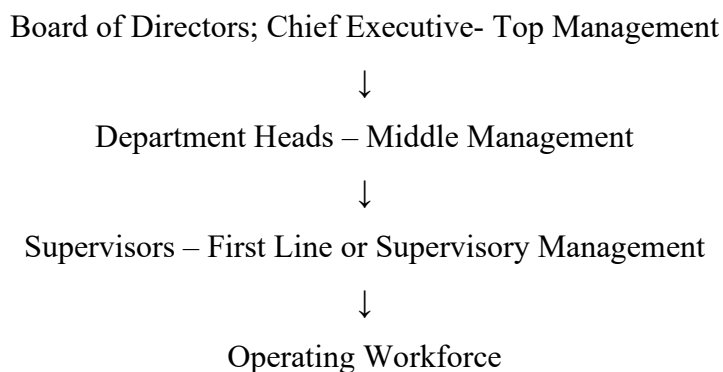 Board of Directors; Chief Executive- Top Management
↓
Department Heads – Middle Management
↓
Supervisors – First Line or Supervisory Management
↓
Operating Workforce